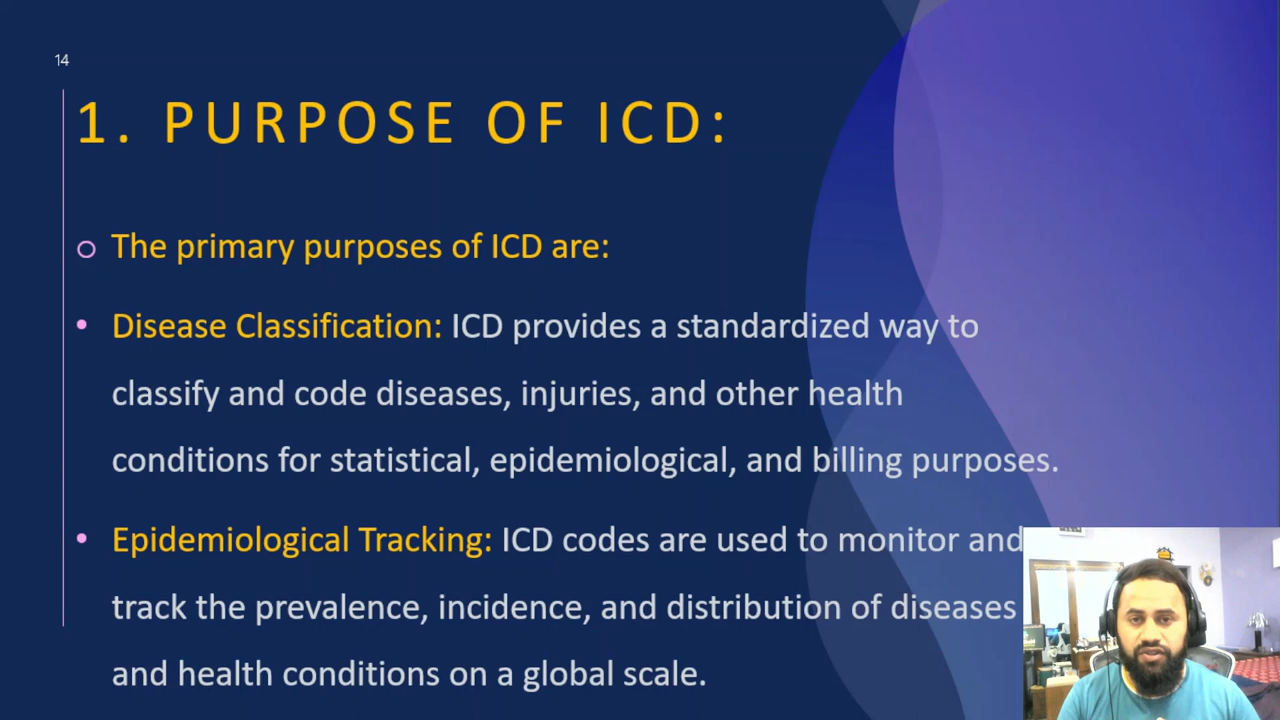 14
1. PURPOSE OF ICD:
The primary purposes of ICD are:
Disease Classification: ICD provides a standardized way to
classify and code diseases, injuries, and other health
conditions for statistical, epidemiological, and billing purposes.
Epidemiological Tracking: ICD codes are used to monitor and
track the prevalence, incidence, and distribution of diseases
and health conditions on a global scale.